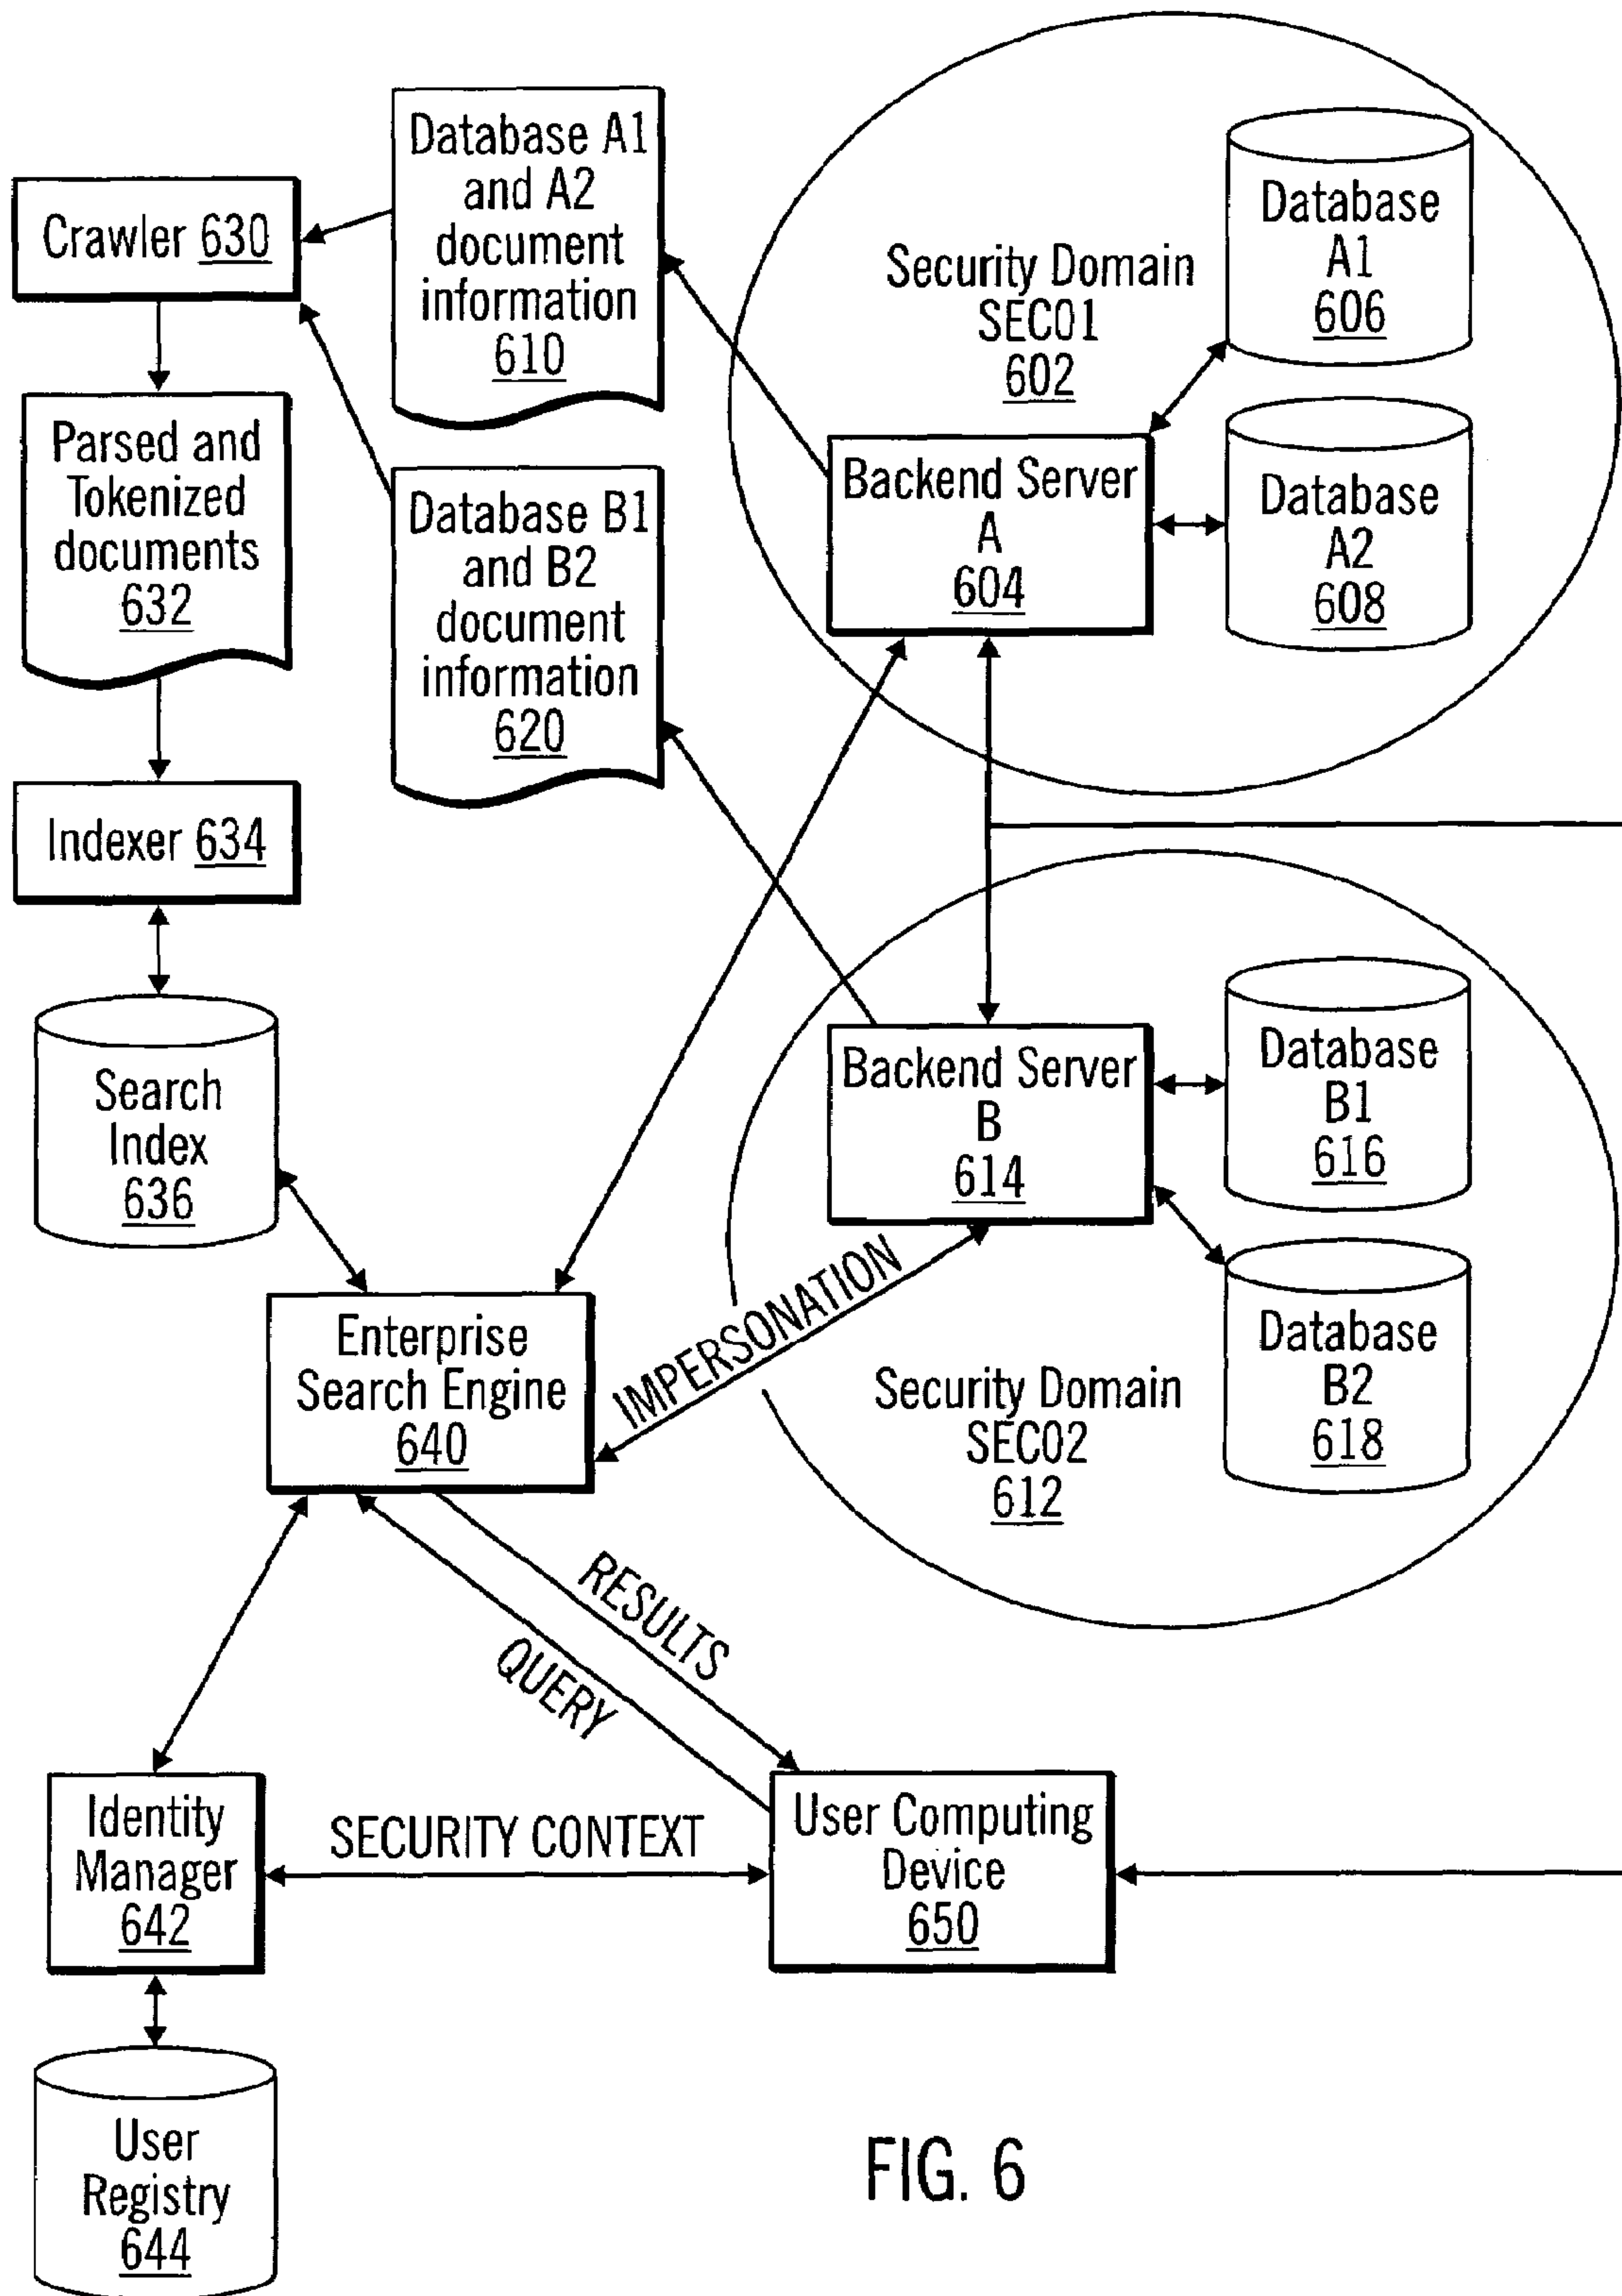 Database A1
and A2
document
information
610
Crawler 630
Security Domain
SEC01
602
Database
A1
606
Parsed and
Tokenized
documents
632
Database B1
and B2
document
information
620
Backend Server
A
604
Database
A2
608
Indexer 634
Search
Index
636
Backend Server
B
614
Database
B1
616
Enterprise
Search Engine
640
IMPERSONATION
Security Domain
SEC02
612
Database
B2
618
RESULTS
QUERY
Identity
Manager
642
SECURITY CONTEXT
User Computing
Device
650
User
Registry
644
FIG. 6